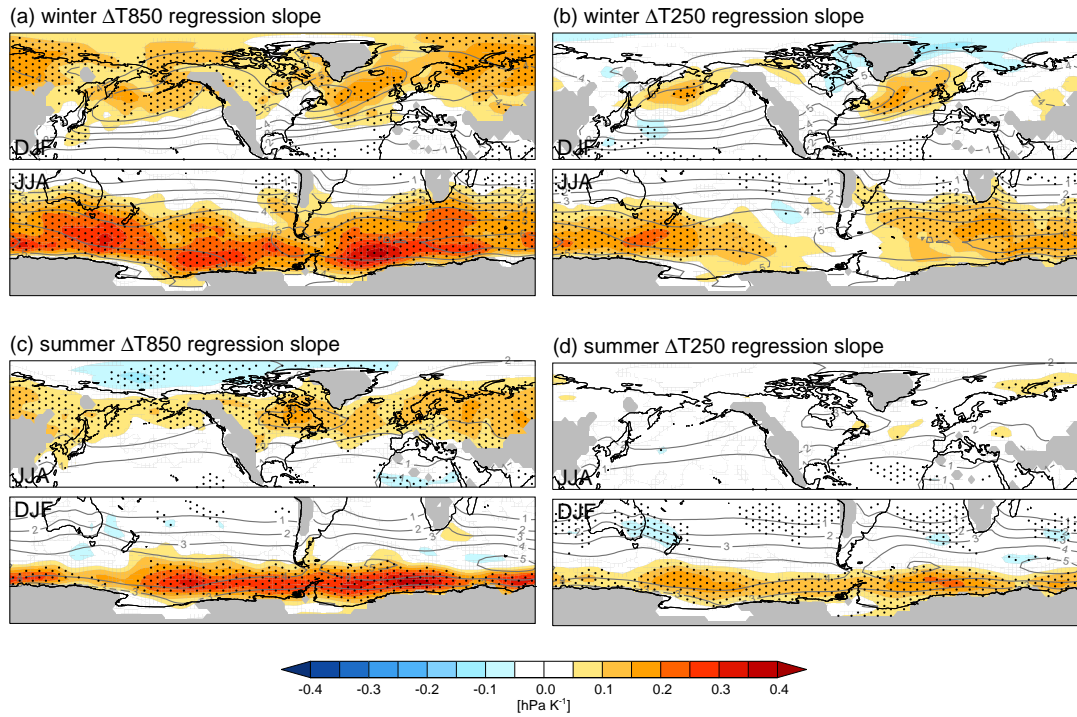 (a) winter ΔT850 regression slope
(b) winter ΔT250 regression slope
DJF
DJF
JJA
JJA
(c) summer ΔT850 regression slope
(d) summer ΔT250 regression slope
JJA
JJA
DJF
DJF
-0.4 -0.3 -0.2 -0.1 0.0 0.1 0.2 0.3 0.4
[hPa K⁻¹]